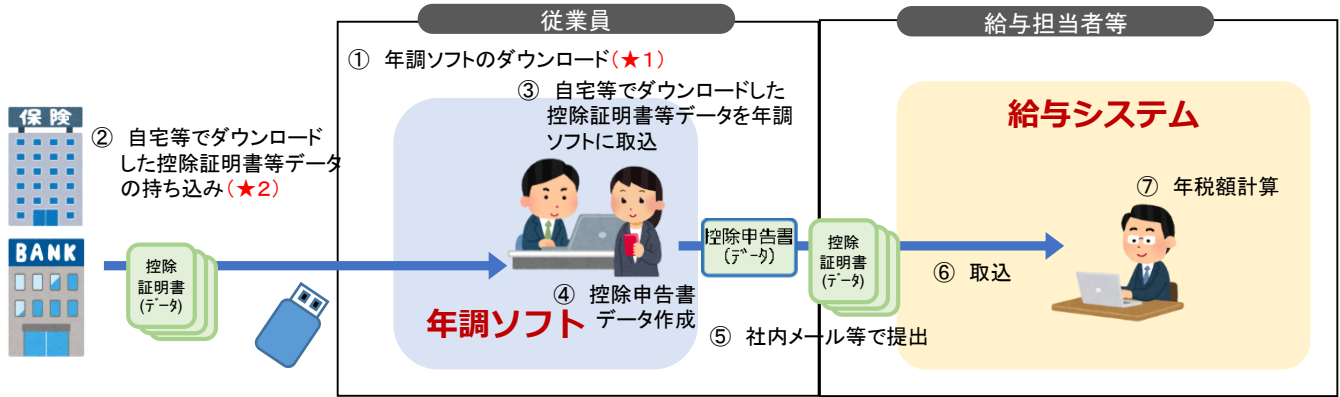 従業員
給与担当者等
① 年調ソフトのダウンロード(★1)
保険
② 自宅等でダウンロード
した控除証明書等データ
の持ち込み(★2)
③ 自宅等でダウンロードした
控除証明書等データを年調
ソフトに取込
給与システム
⑦ 年税額計算
BANK
控除
証明書
(ﾃﾞｰﾀ)
控除申告書
(ﾃﾞｰﾀ)
控除
証明書
(ﾃﾞｰﾀ)
⑥ 取込
④ 控除申告書
データ作成
年調ソフト
⑤ 社内メール等で提出